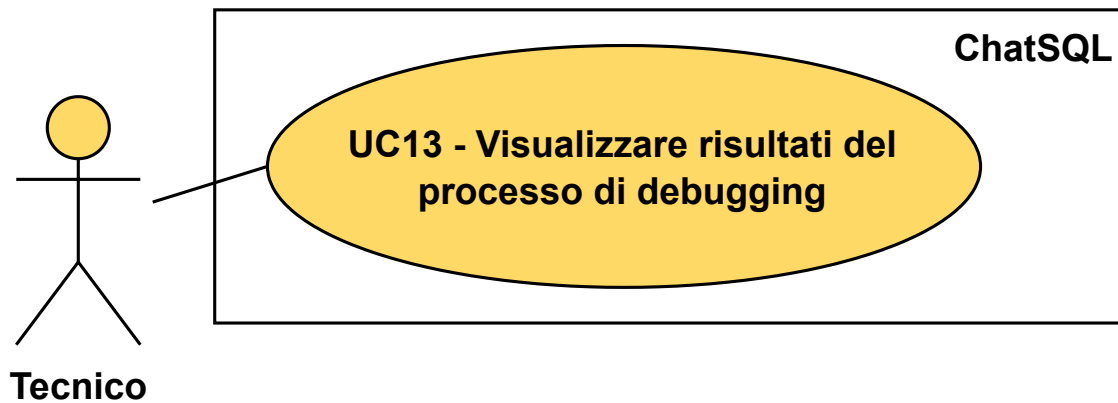 ChatSQL
UC13 - Visualizzare risultati del
processo di debugging
Tecnico